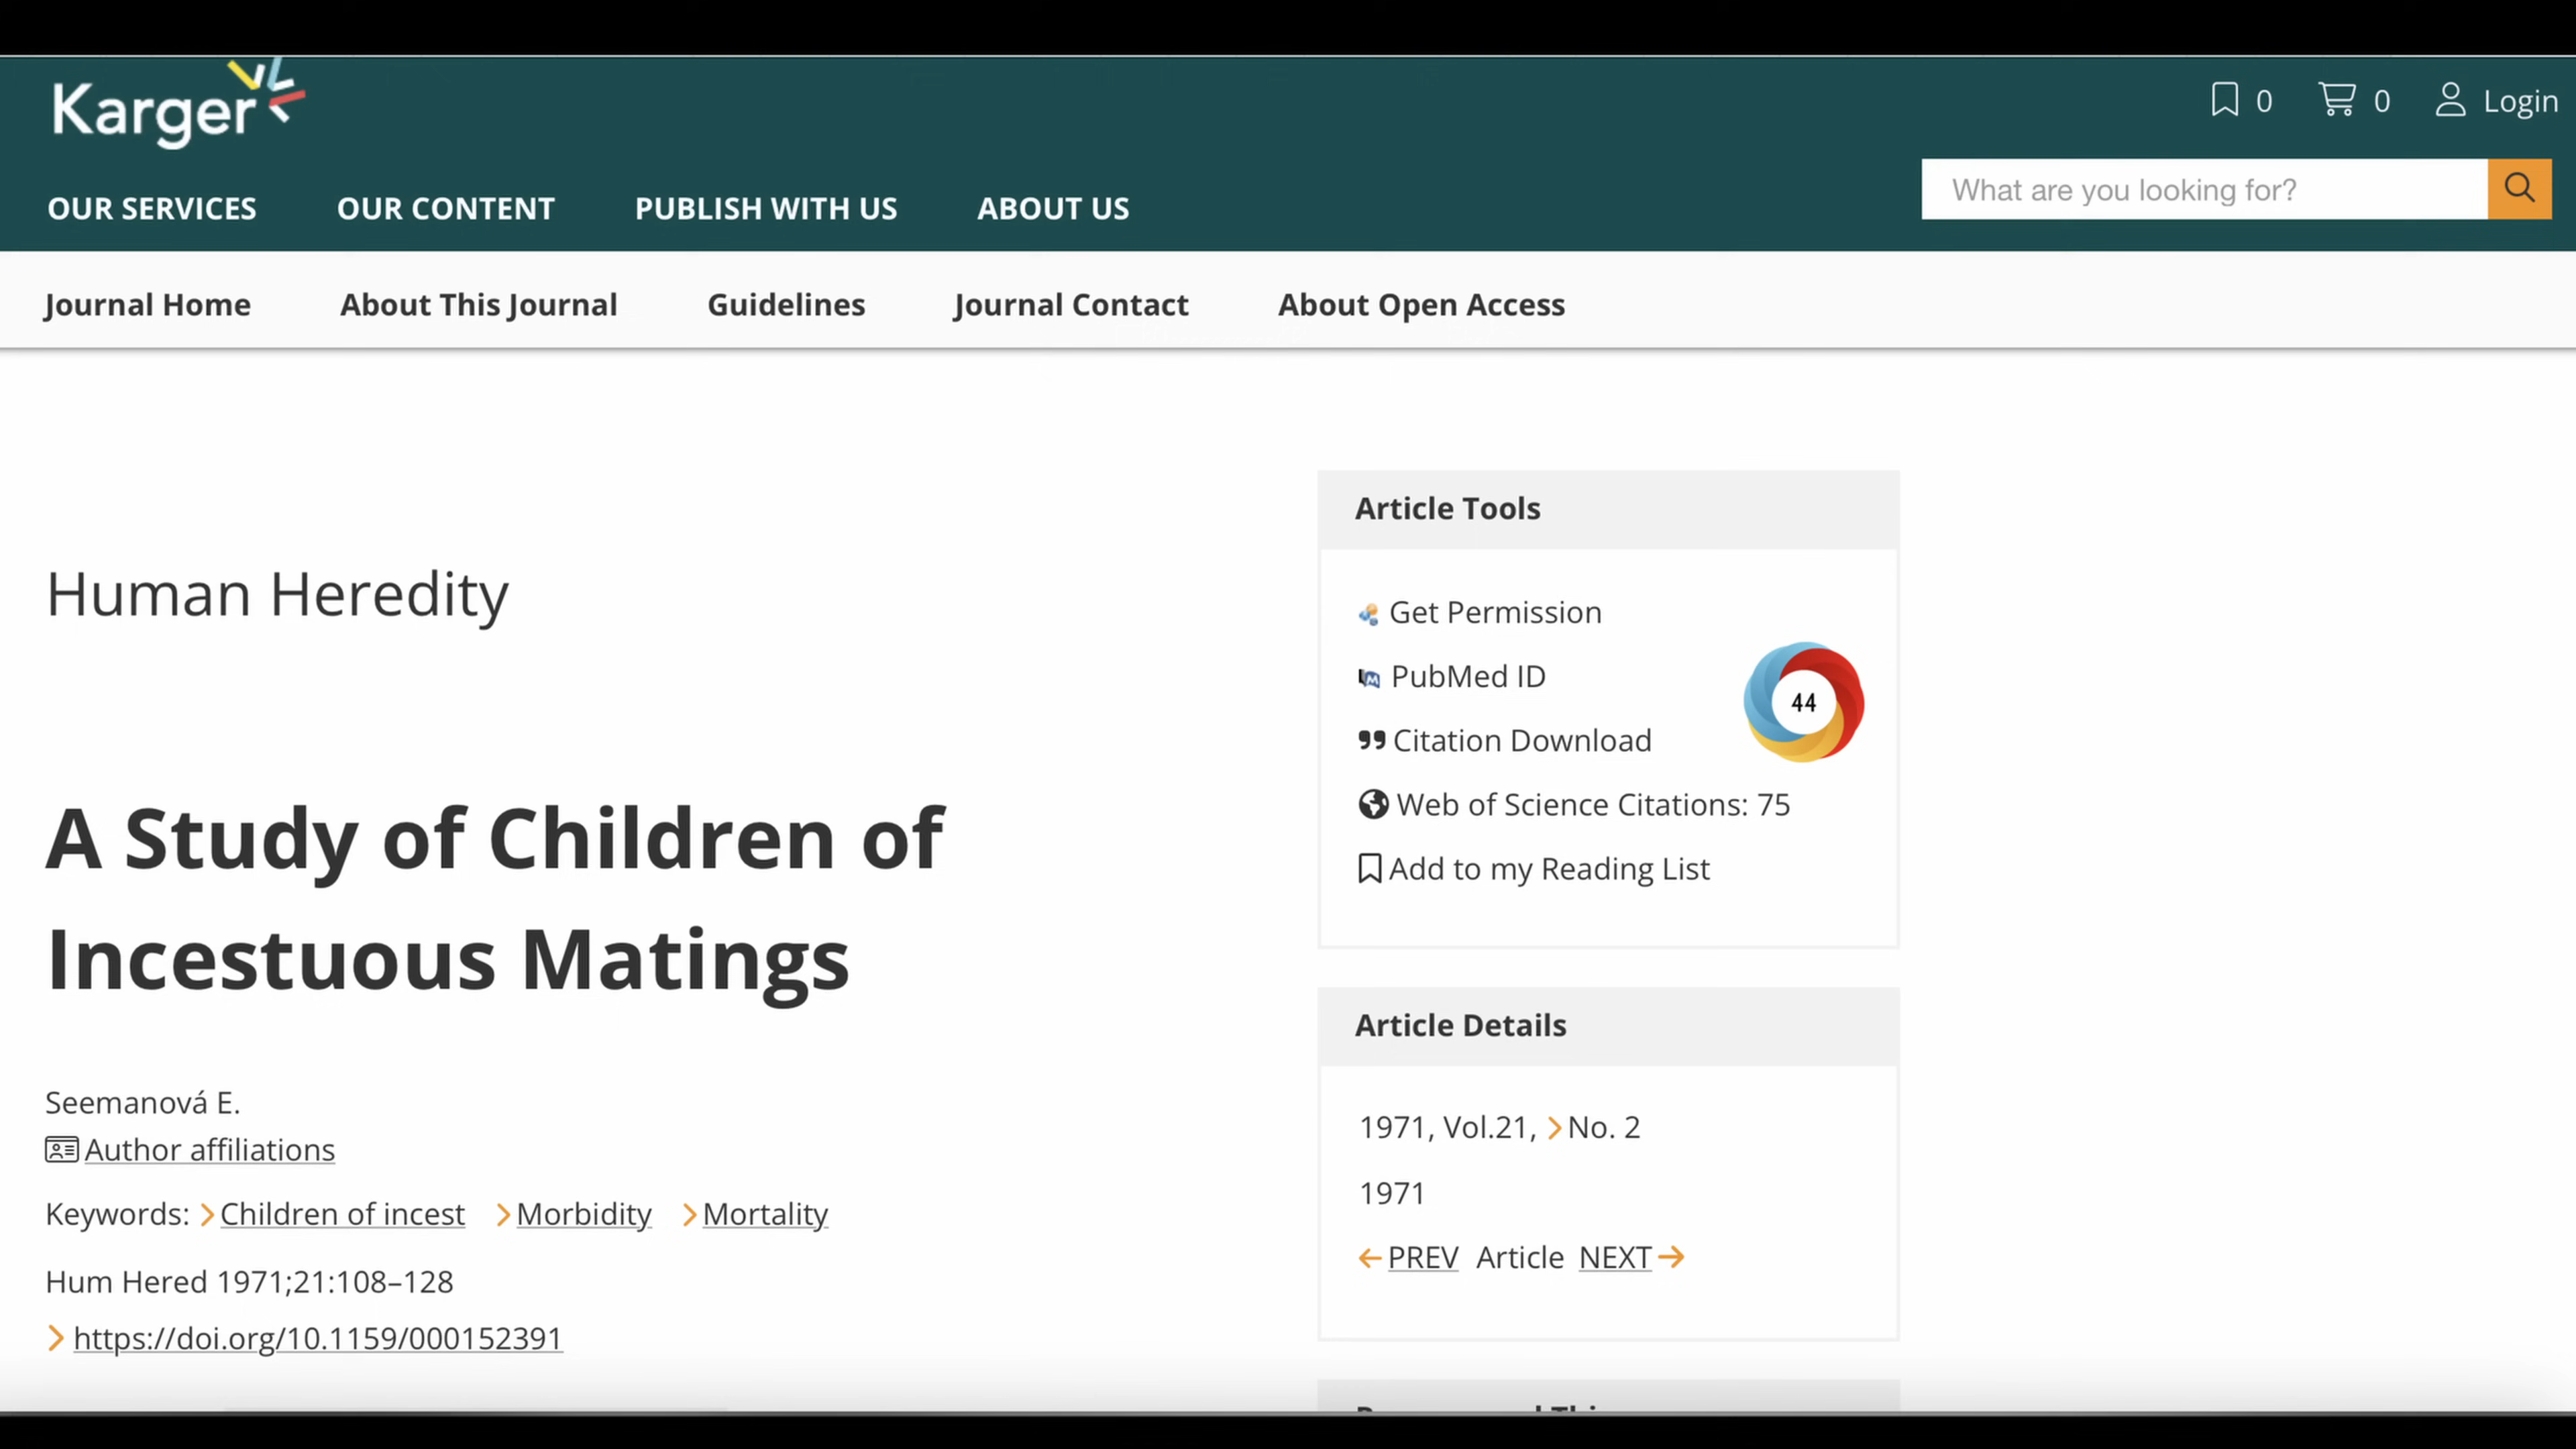 Karger
0 0 Login
What are you looking for?
OUR SERVICES OUR CONTENT PUBLISH WITH US ABOUT US
Journal Home About This Journal Guidelines Journal Contact About Open Access
Human Heredity
A Study of Children of
Incestuous Matings
Seemanová E.
Author affiliations
Keywords: Children of incest Morbidity Mortality
Hum Hered 1971;21:108–128
https://doi.org/10.1159/000152391
Article Tools
Get Permission
PubMed ID
44
Citation Download
Web of Science Citations: 75
Add to my Reading List
Article Details
1971, Vol.21, No. 2
1971
PREV Article NEXT